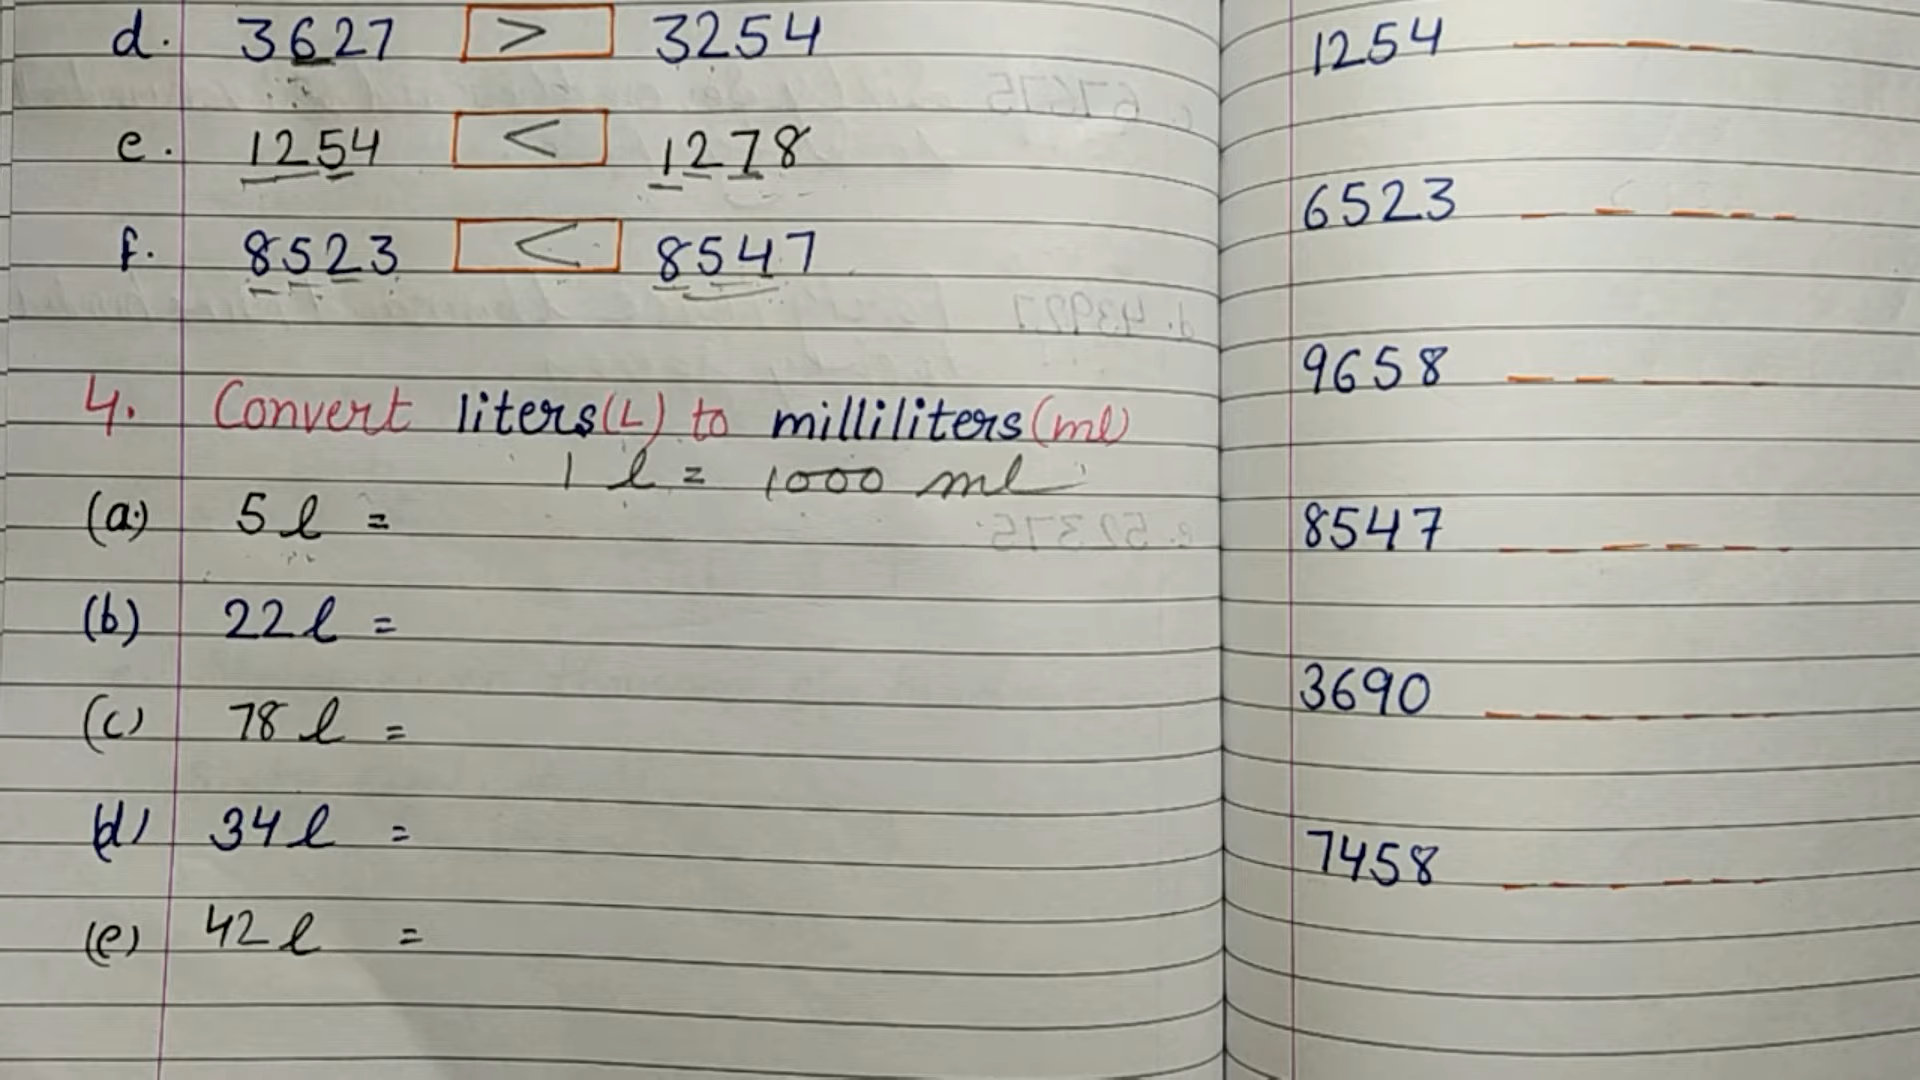 d. 3627 > 3254
e. 1254 < 1278
f. 8523 < 8547
4. Convert liters(L) to milliliters(ml)
1 l = 1000 ml
(a.) 5 l =
(b) 22 l =
(c) 78 l =
(d) 34 l =
(e) 42 l =
1254
6523
9658
8547
3690
7458